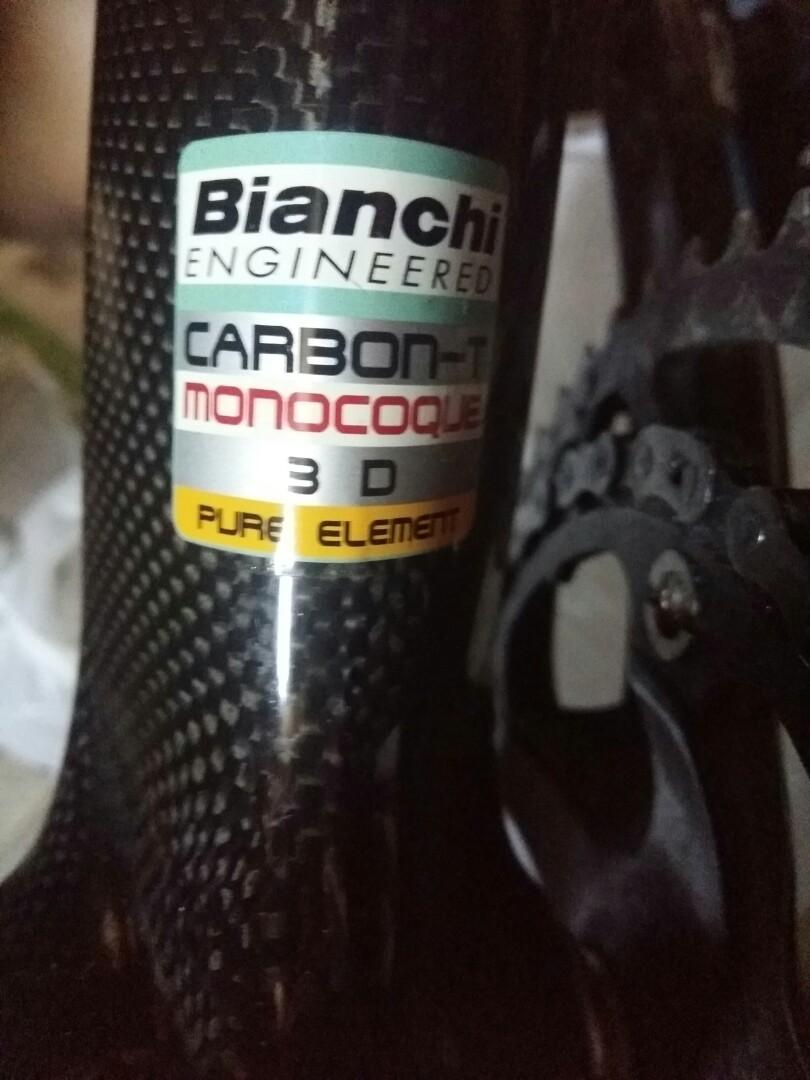 Bianchi
ENGINEERED
CARBON-T
MONOCOQUE
3 D
PURE ELEMENT